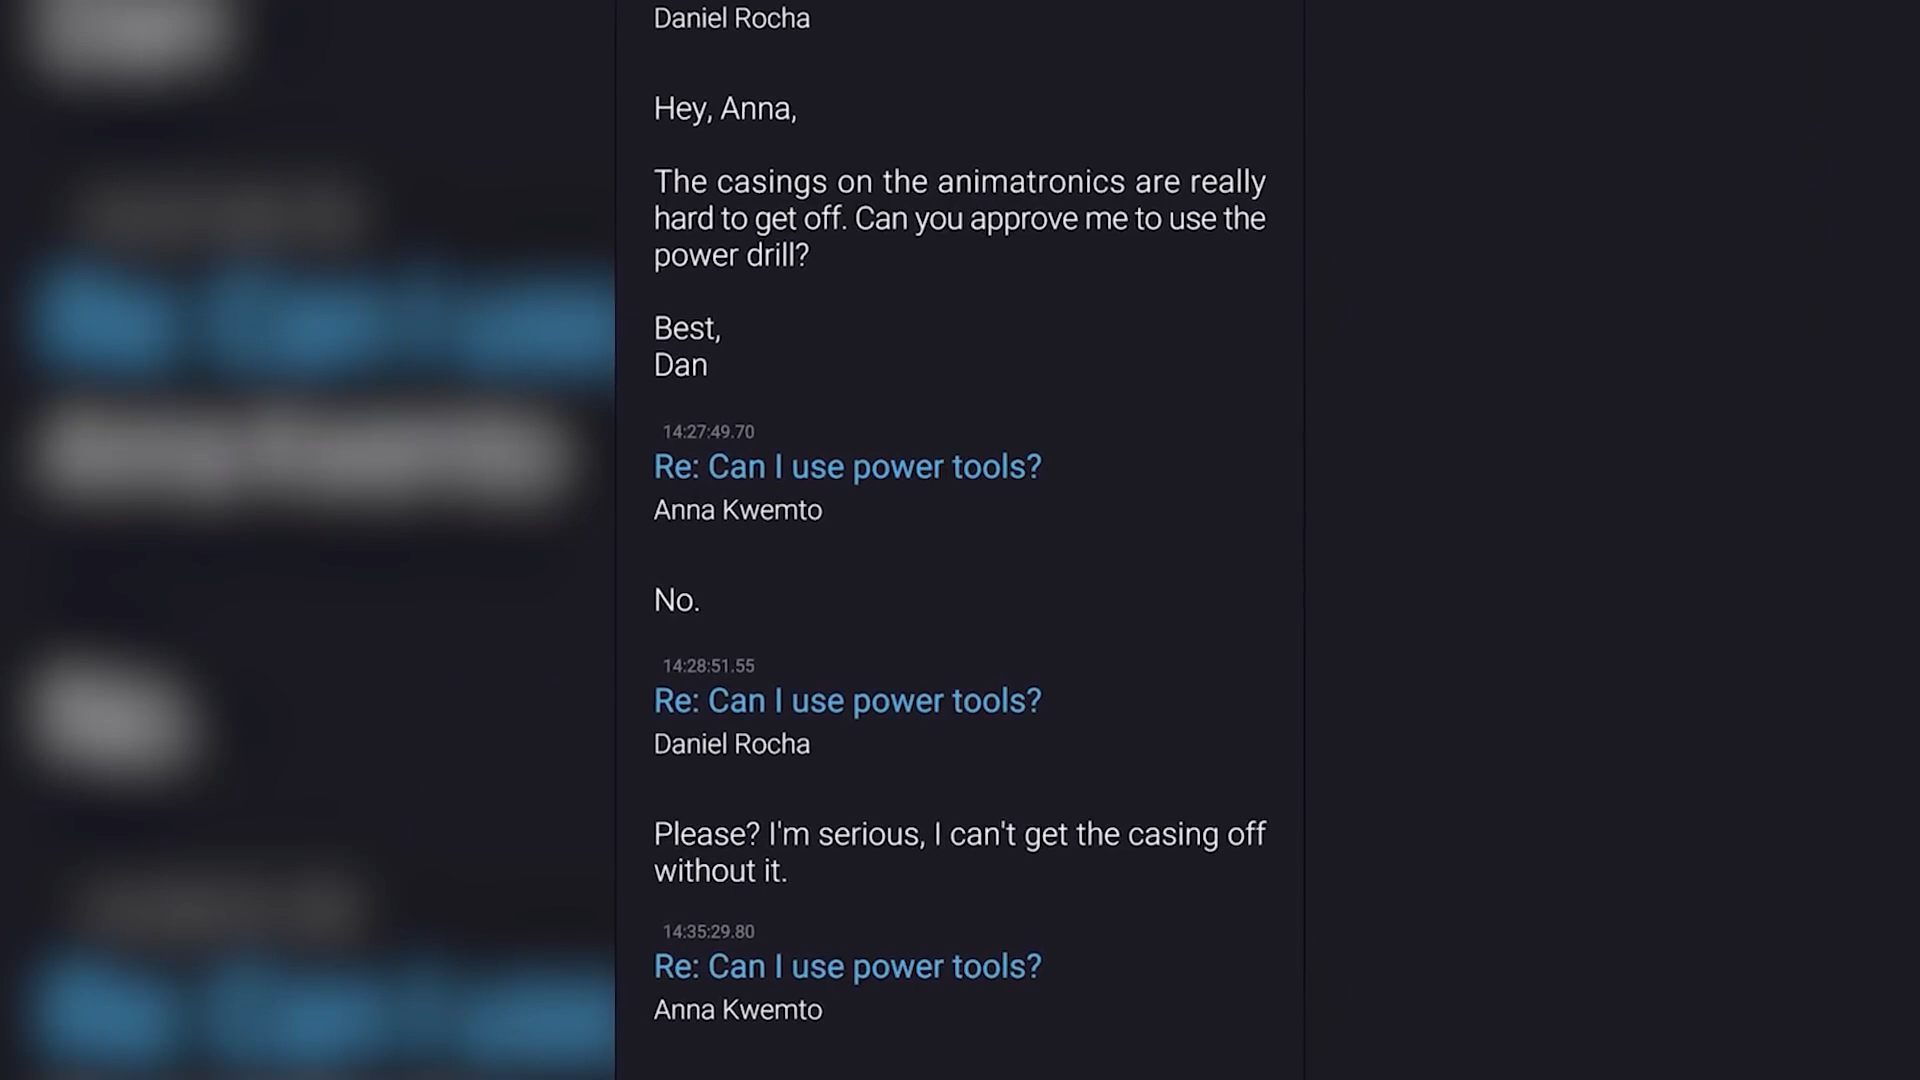 Daniel Rocha
Hey, Anna,
The casings on the animatronics are really
hard to get off. Can you approve me to use the
power drill?
Best,
Dan
14:27:49.70
Re: Can I use power tools?
Anna Kwemto
No.
14:28:51.55
Re: Can I use power tools?
Daniel Rocha
Please? I'm serious, I can't get the casing off
without it.
14:35:29.80
Re: Can I use power tools?
Anna Kwemto